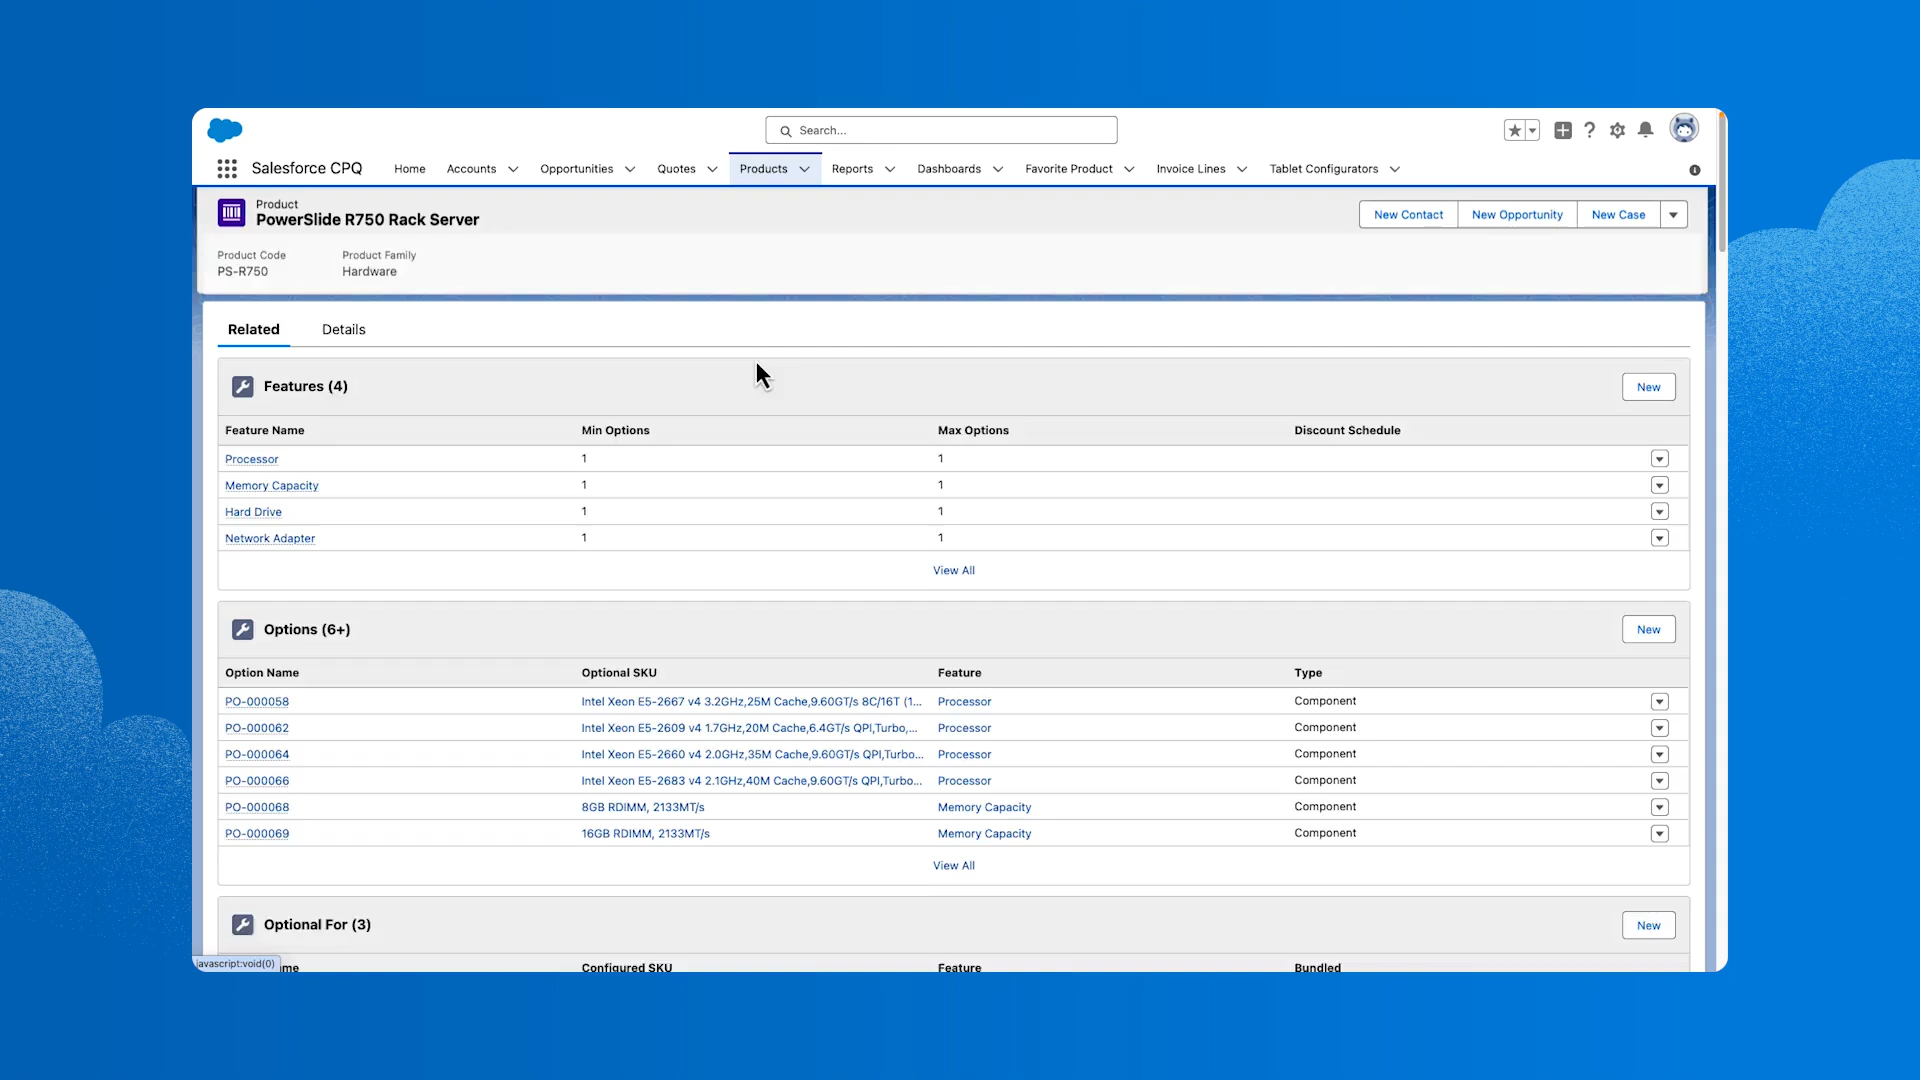 Search...
Salesforce CPQ Home Accounts Opportunities Quotes Products Reports Dashboards Favorite Product Invoice Lines Tablet Configurators
Product
PowerSlide R750 Rack Server
New Contact New Opportunity New Case
Product Code Product Family
PS-R750 Hardware
Related Details
Features (4) New
Feature Name Min Options Max Options Discount Schedule
Processor 1 1
Memory Capacity 1 1
Hard Drive 1 1
Network Adapter 1 1
View All
Options (6+) New
Option Name Optional SKU Feature Type
PO-000058 Intel Xeon E5-2667 v4 3.2GHz,25M Cache,9.60GT/s 8C/16T (1... Processor Component
PO-000062 Intel Xeon E5-2609 v4 1.7GHz,20M Cache,6.4GT/s QPI,Turbo,... Processor Component
PO-000064 Intel Xeon E5-2660 v4 2.0GHz,35M Cache,9.60GT/s QPI,Turbo... Processor Component
PO-000066 Intel Xeon E5-2683 v4 2.1GHz,40M Cache,9.60GT/s QPI,Turbo... Processor Component
PO-000068 8GB RDIMM, 2133MT/s Memory Capacity Component
PO-000069 16GB RDIMM, 2133MT/s Memory Capacity Component
View All
Optional For (3) New
javascript:void(0) me Configured SKU Feature Bundled